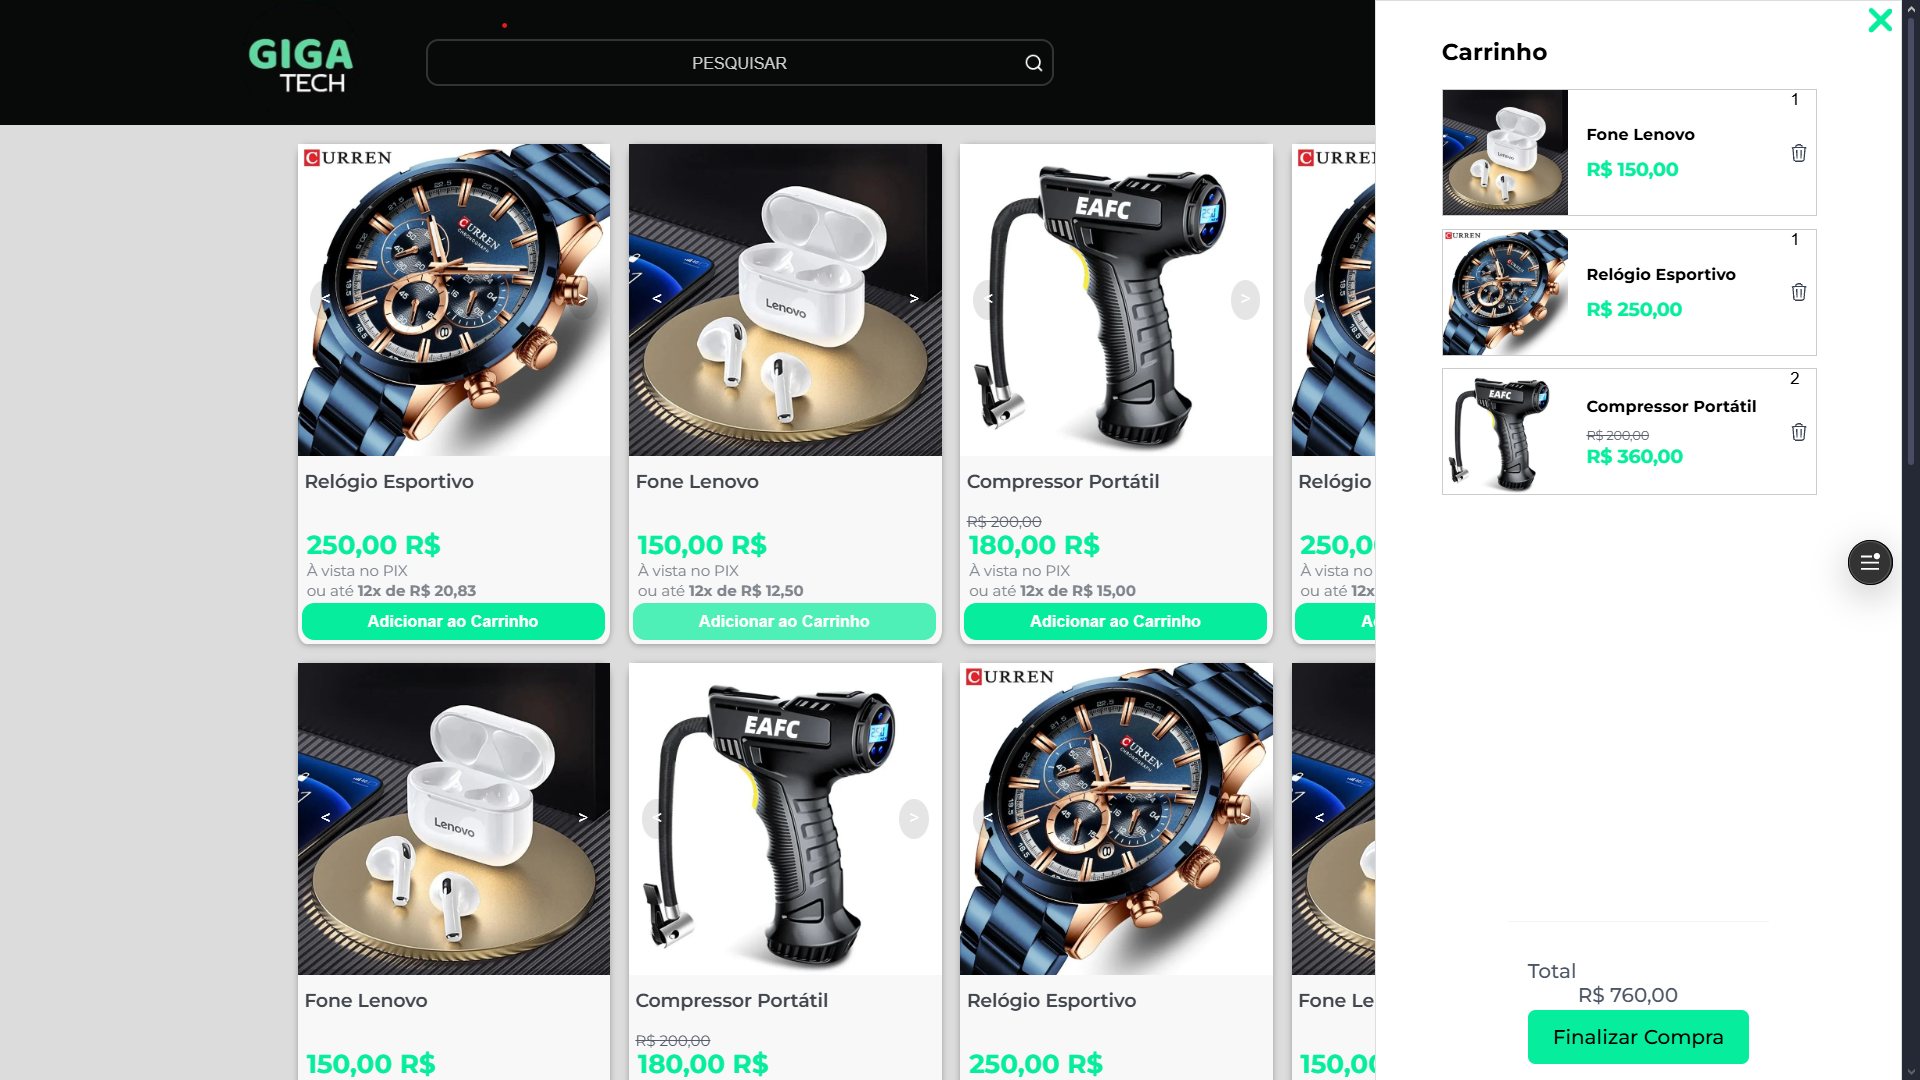 GIGA
TECH
PESQUISAR
CURREN
Relógio Esportivo
250,00 R$
À vista no PIX
ou até 12x de R$ 20,83
Adicionar ao Carrinho
Lenovo
Fone Lenovo
150,00 R$
À vista no PIX
ou até 12x de R$ 12,50
Adicionar ao Carrinho
EAFC
Compressor Portátil
R$ 200,00
180,00 R$
À vista no PIX
ou até 12x de R$ 15,00
Adicionar ao Carrinho
CURREN
Relógio
250,0
À vista no
ou até 12x
A
Lenovo
Fone Lenovo
150,00 R$
EAFC
Compressor Portátil
R$ 200,00
180,00 R$
CURREN
Relógio Esportivo
250,00 R$
Fone Le
150,0
Carrinho
Fone Lenovo
R$ 150,00
1
CURREN
Relógio Esportivo
R$ 250,00
1
EAFC
Compressor Portátil
R$ 200,00
R$ 360,00
2
Total
R$ 760,00
Finalizar Compra